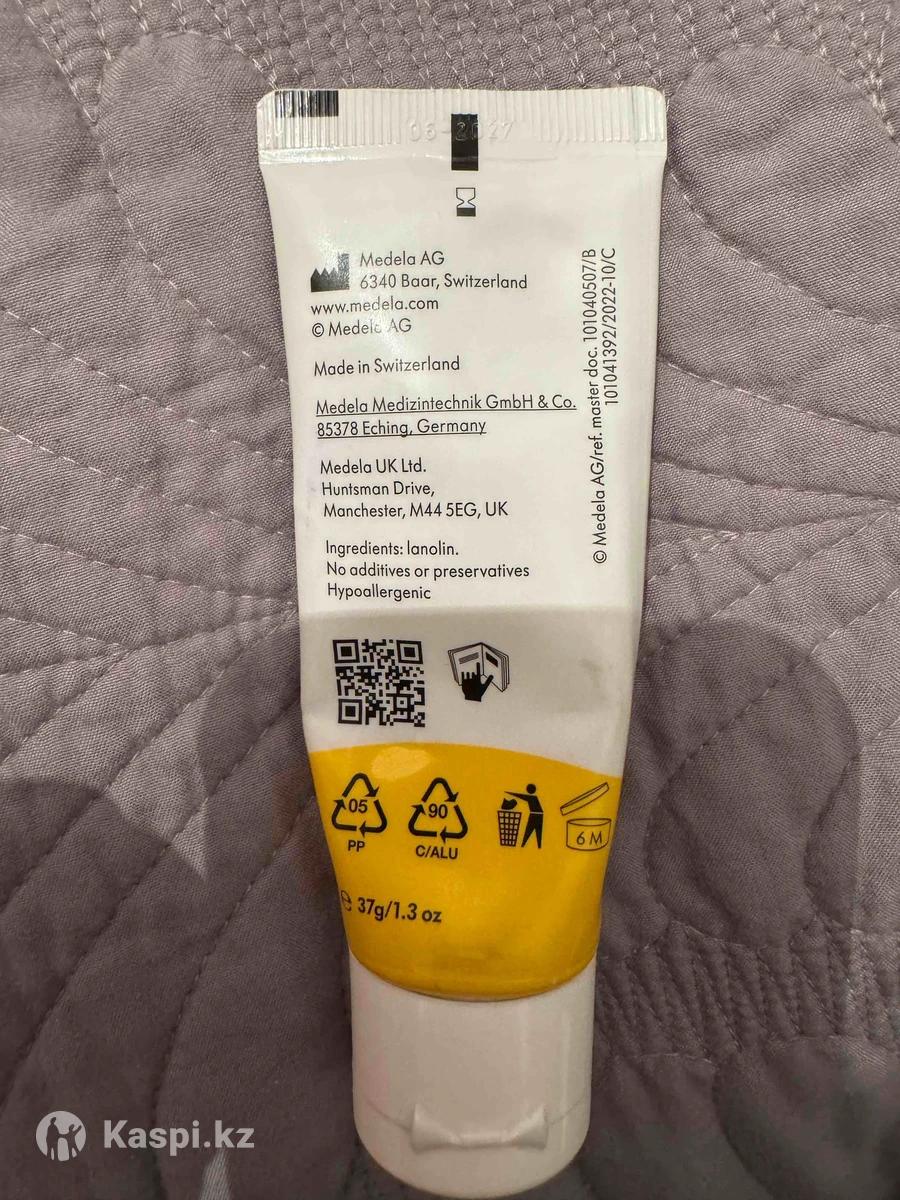 06-2027
Medela AG
6340 Baar, Switzerland
www.medela.com
© Medela AG
Made in Switzerland
Medela Medizintechnik GmbH & Co.
85378 Eching, Germany
Medela UK Ltd.
Huntsman Drive,
Manchester, M44 5EG, UK
Ingredients: lanolin.
No additives or preservatives
Hypoallergenic
© Medela AG/ref. master doc. 101040507/B
101041392/2022-10/C
05
PP
90
C/ALU
6 M
℮ 37g/1.3 oz
Kaspi.kz